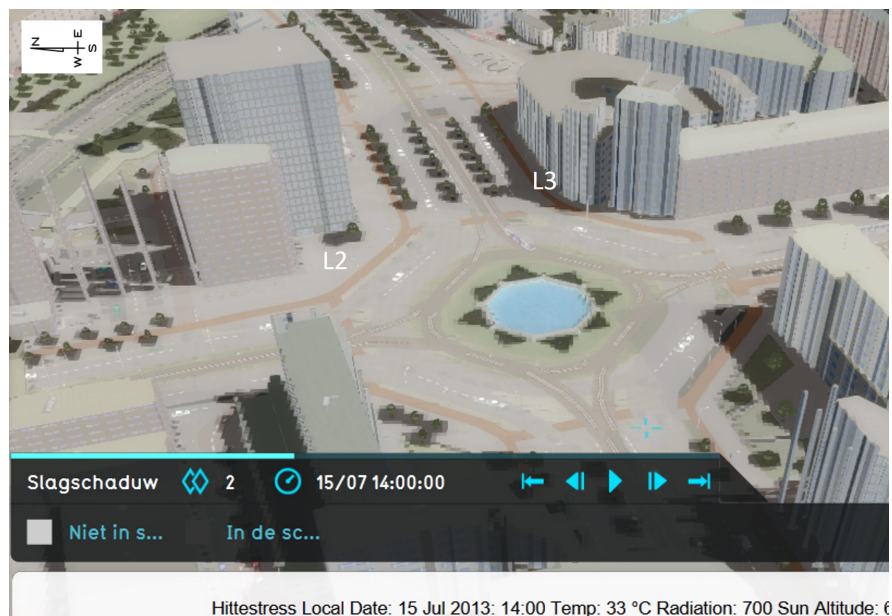 N E S W
L3
L2
Slagschaduw 2 15/07 14:00:00
Niet in s... In de sc...
Hittestress Local Date: 15 Jul 2013: 14:00 Temp: 33 °C Radiation: 700 Sun Altitude: